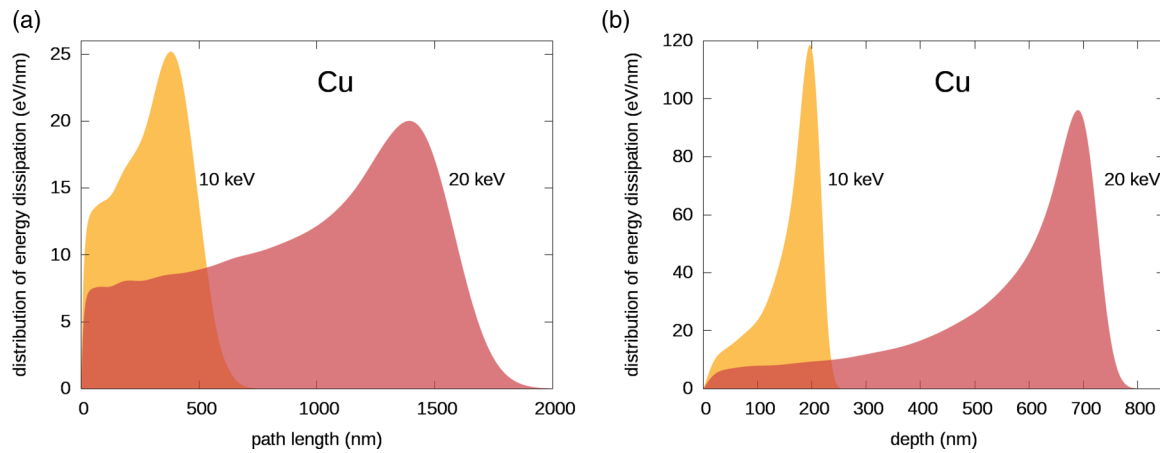 (a)
distribution of energy dissipation (eV/nm)
25
20
15
10
5
0
Cu
10 keV
20 keV
0 500 1000 1500 2000
path length (nm)
(b)
distribution of energy dissipation (eV/nm)
120
100
80
60
40
20
0
Cu
10 keV
20 keV
0 100 200 300 400 500 600 700 800
depth (nm)